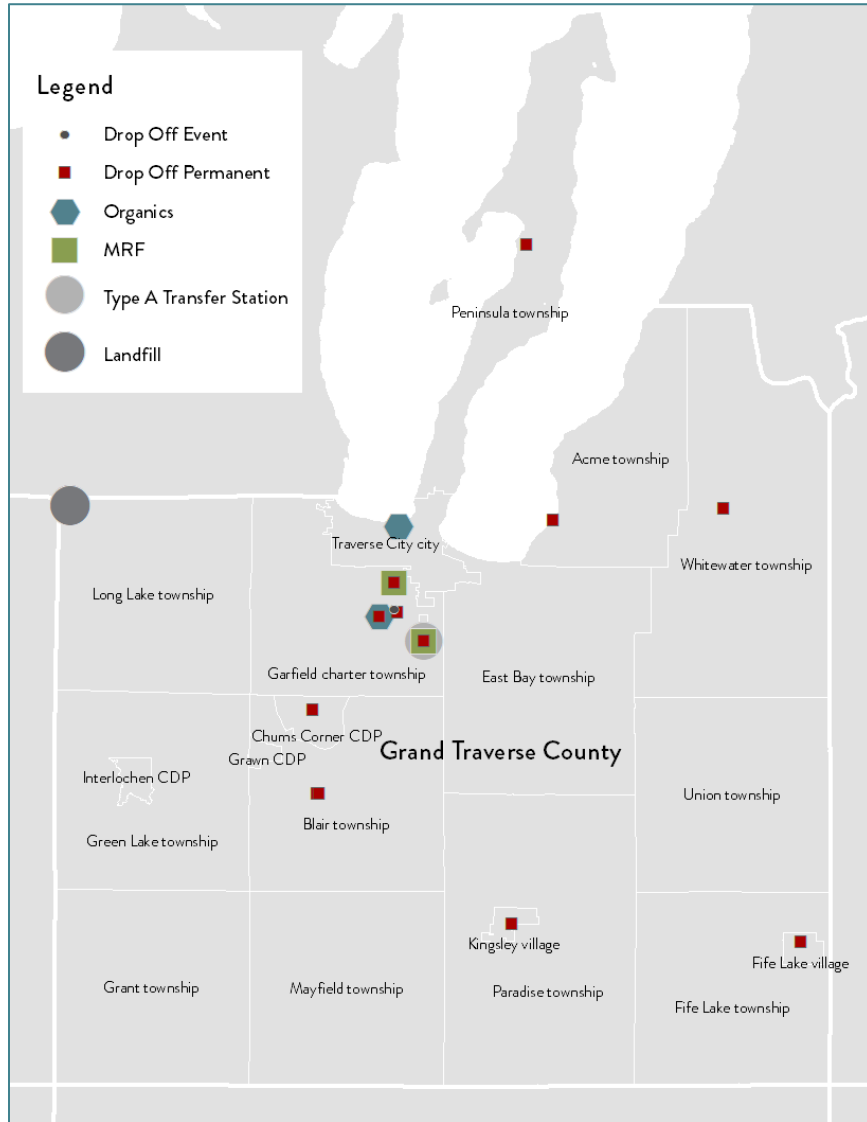 Legend
Drop Off Event
Drop Off Permanent
Organics
MRF
Type A Transfer Station
Landfill
Peninsula township
Acme township
Traverse City city
Whitewater township
Long Lake township
Garfield charter township
East Bay township
Chums Corner CDP
Grand Traverse County
Grawn CDP
Interlochen CDP
Union township
Blair township
Green Lake township
Kingsley village
Fife Lake village
Grant township
Mayfield township
Paradise township
Fife Lake township